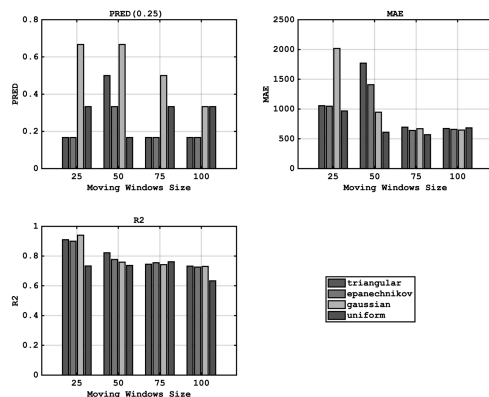 PRED(0.25)
0.8
0.6
0.4
0.2
0
PRED
25 50 75 100
Moving Windows Size
MAE
2500
2000
1500
1000
500
0
MAE
25 50 75 100
Moving Windows Size
R2
1
0.8
0.6
0.4
0.2
0
R2
25 50 75 100
Moving Windows Size
triangular
epanechnikov
gaussian
uniform